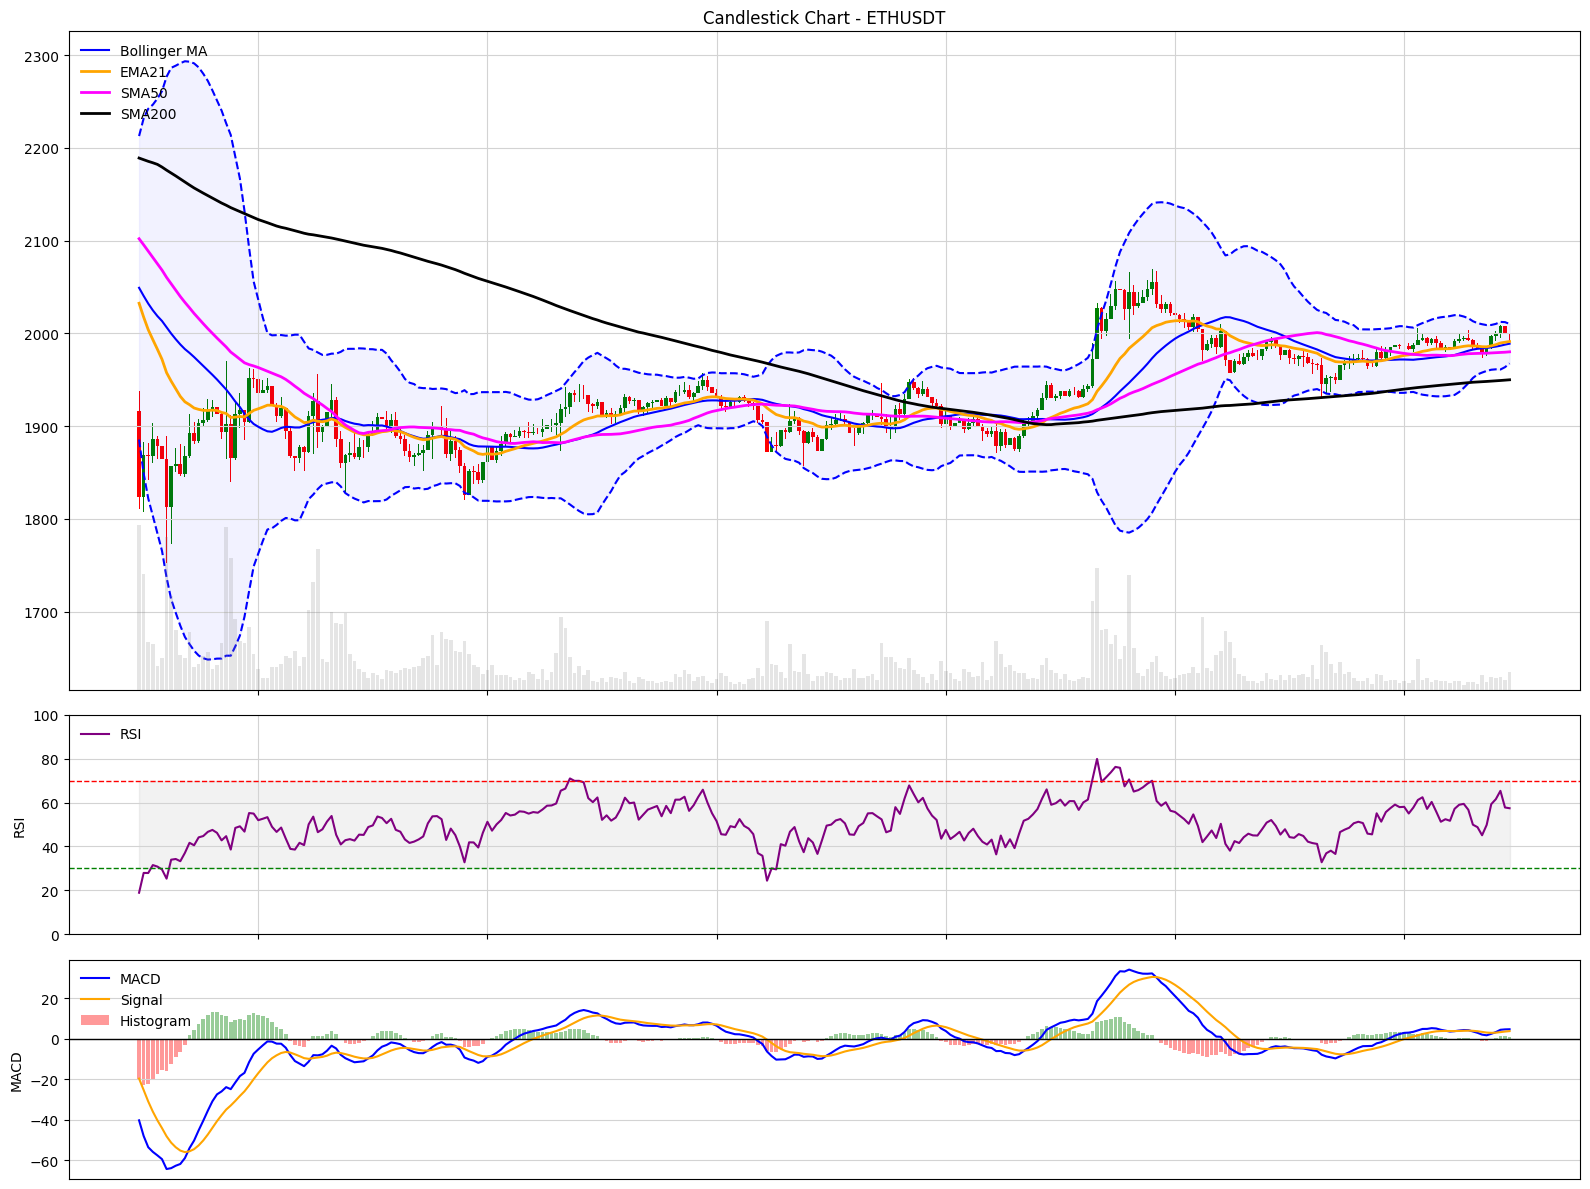 Candlestick Chart - ETHUSDT
Bollinger MA
EMA21
SMA50
SMA200
2300
2200
2100
2000
1900
1800
1700
RSI
RSI
100
80
60
40
20
0
MACD
Signal
Histogram
MACD
20
0
−20
−40
−60